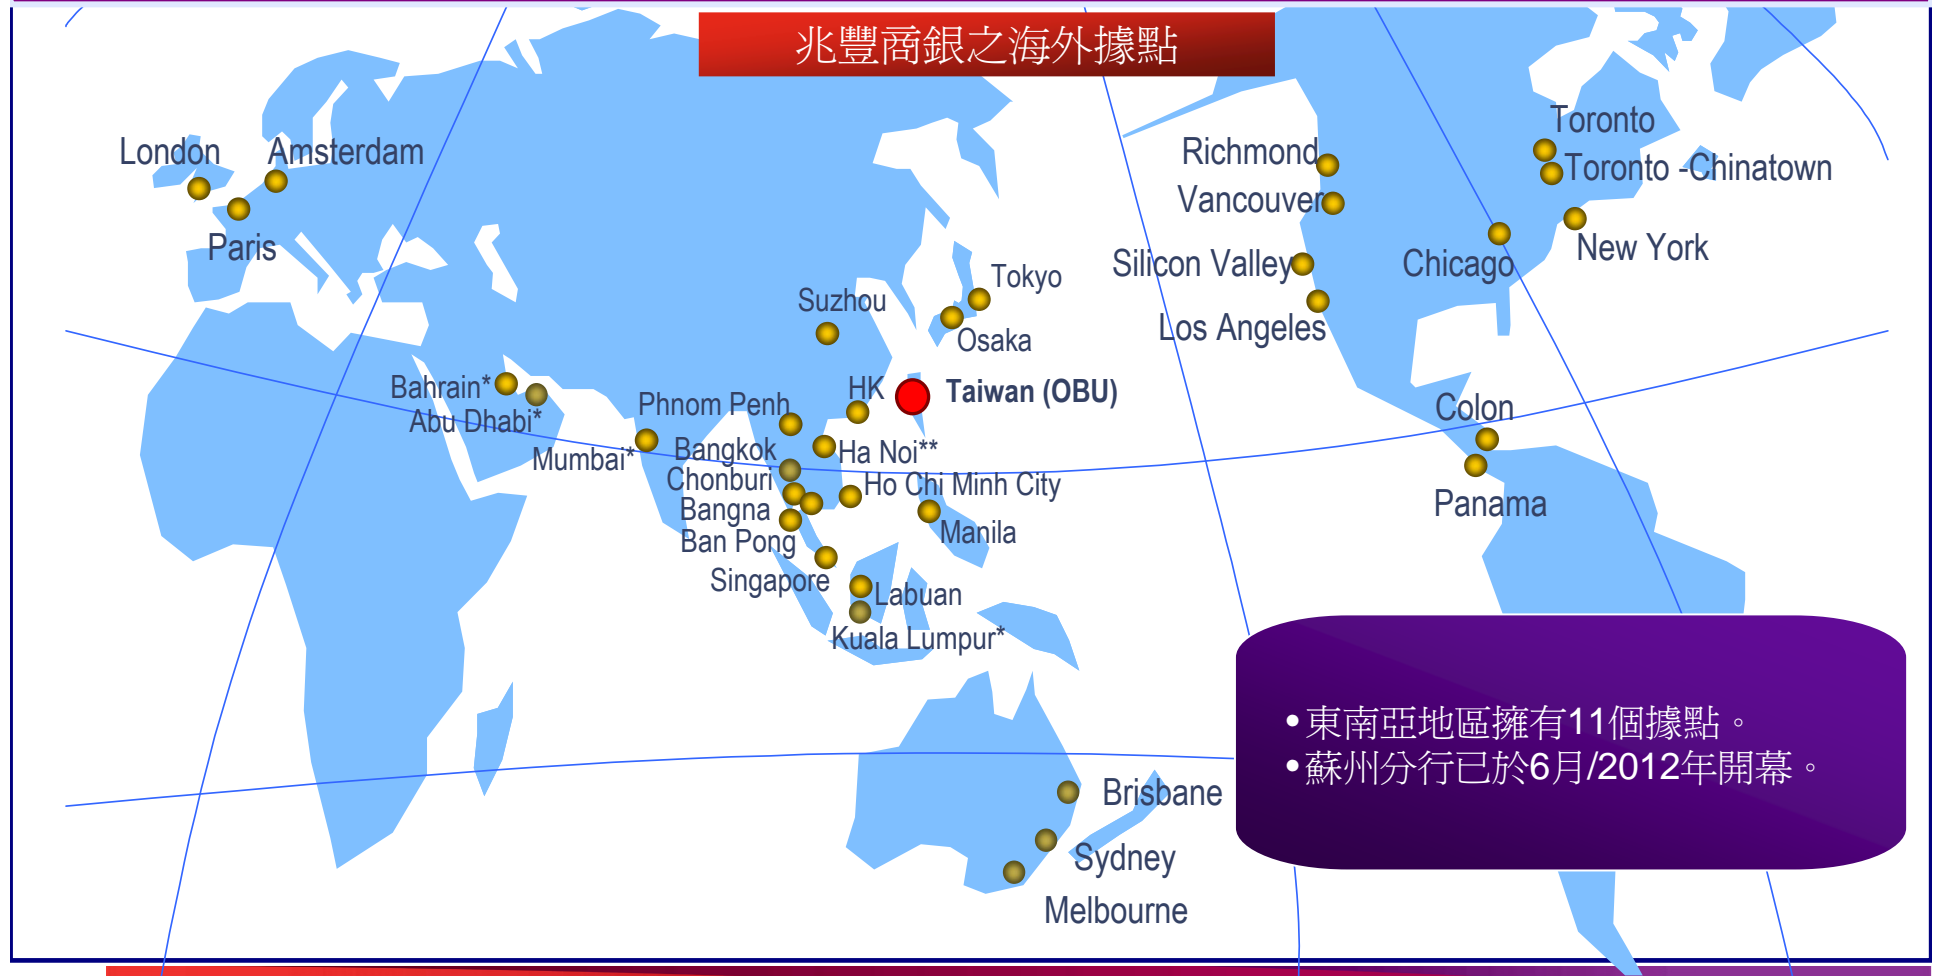 兆豐商銀之海外據點
London
Amsterdam
Paris
Richmond
Vancouver
Silicon Valley
Los Angeles
Toronto
Toronto -Chinatown
New York
Chicago
Tokyo
Suzhou
Osaka
Bahrain*
Abu Dhabi*
Mumbai*
Phnom Penh
HK
Taiwan (OBU)
Bangkok
Ha Noi**
Chonburi
Ho Chi Minh City
Bangna
Manila
Ban Pong
Singapore
Labuan
Kuala Lumpur*
Colon
Panama
•東南亞地區擁有11個據點。
•蘇州分行已於6月/2012年開幕。
Brisbane
Sydney
Melbourne